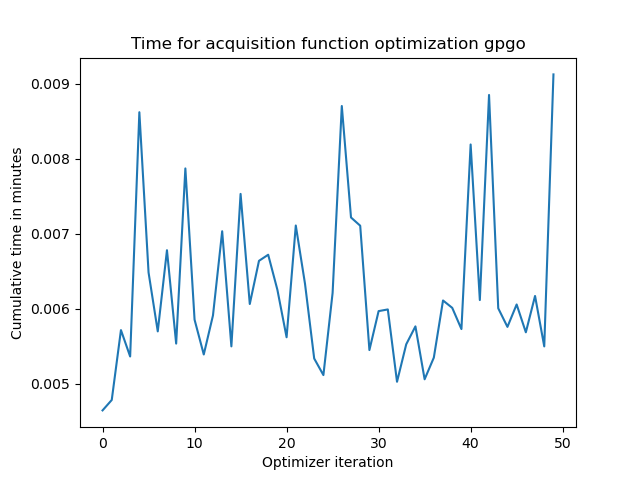 Time for acquisition function optimization gpgo
0.009
0.008
0.007
0.006
0.005
Cumulative time in minutes
0 10 20 30 40 50
Optimizer iteration